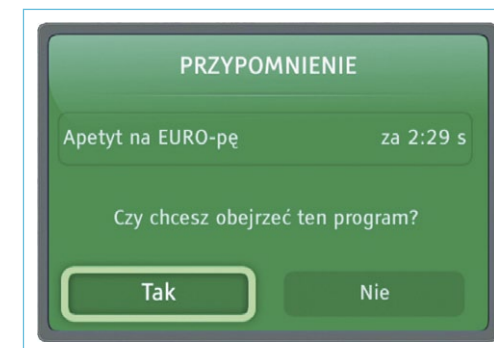 PRZYPOMNIENIE
Apetyt na EURO-pę za 2:29 s
Czy chcesz obejrzeć ten program?
Tak Nie